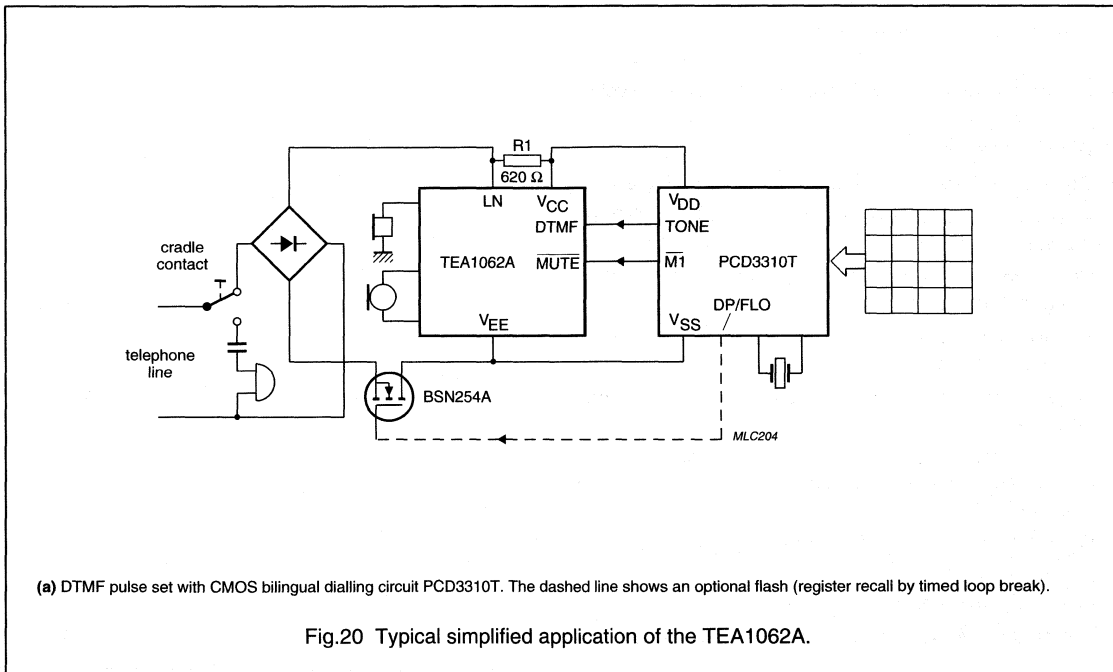 R1
620 Ω
LN
VCC
VDD
DTMF
TONE
cradle
contact
TEA1062A
MUTE
M1
PCD3310T
DP/FLO
VEE
VSS
telephone
line
BSN254A
MLC204
(a) DTMF pulse set with CMOS bilingual dialling circuit PCD3310T. The dashed line shows an optional flash (register recall by timed loop break).
Fig.20 Typical simplified application of the TEA1062A.